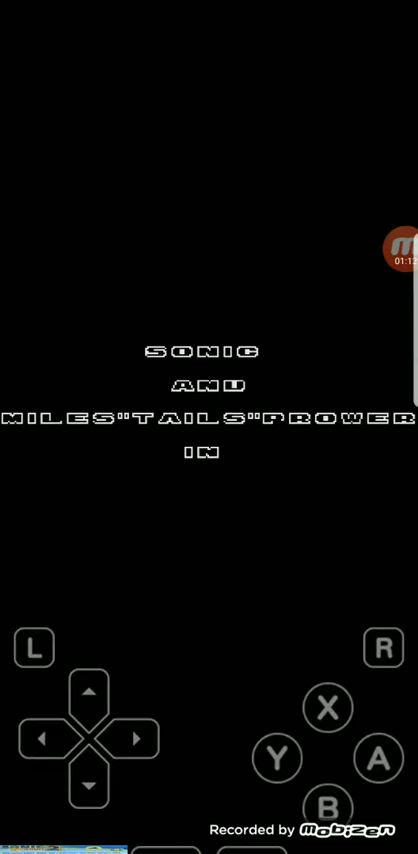 01:12
SONIC
AND
MILES"TAILS"PROWER
IN
L
R
X
Y
A
B
Recorded by mobizen